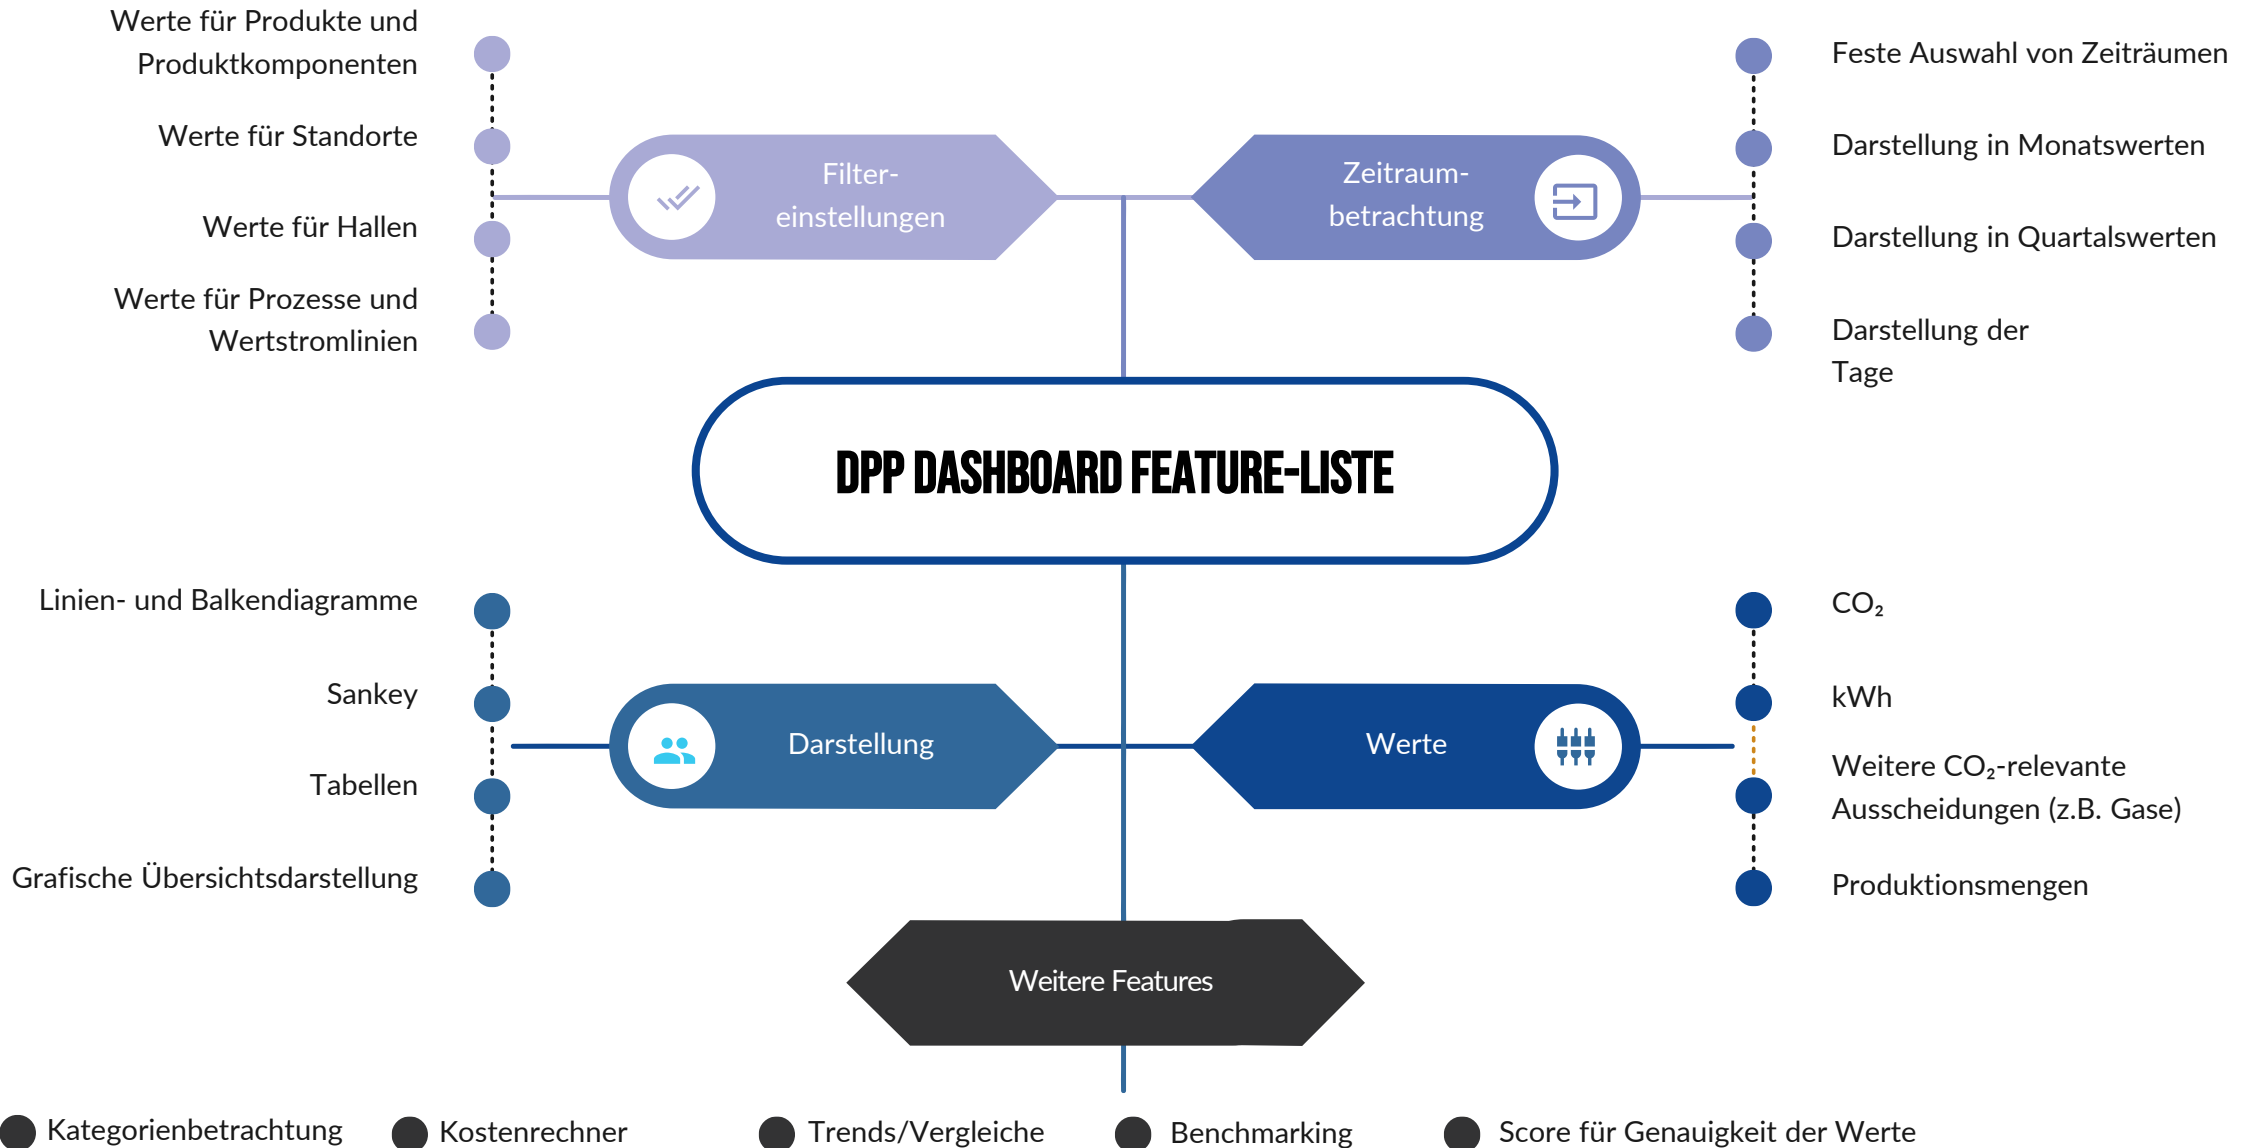 Werte für Produkte und
Produktkomponenten
Werte für Standorte
Werte für Hallen
Werte für Prozesse und
Wertstromlinien
Filter-
einstellungen
Zeitraum-
betrachtung
Feste Auswahl von Zeiträumen
Darstellung in Monatswerten
Darstellung in Quartalswerten
Darstellung der
Tage
DPP DASHBOARD FEATURE-LISTE
Linien- und Balkendiagramme
Sankey
Tabellen
Grafische Übersichtsdarstellung
Darstellung
Werte
CO₂
kWh
Weitere CO₂-relevante
Ausscheidungen (z.B. Gase)
Produktionsmengen
Weitere Features
Kategorienbetrachtung
Kostenrechner
Trends/Vergleiche
Benchmarking
Score für Genauigkeit der Werte